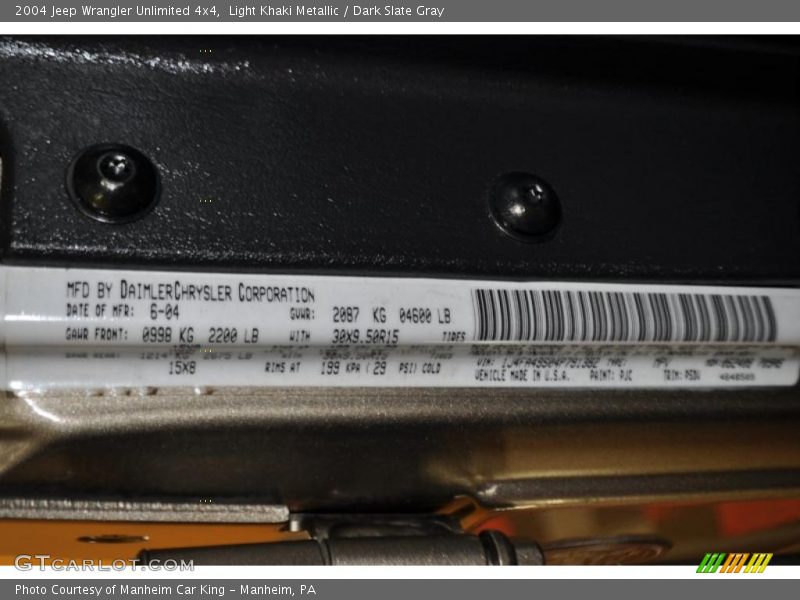 2004 Jeep Wrangler Unlimited 4x4, Light Khaki Metallic / Dark Slate Gray
MFD BY DAIMLERCHRYSLER CORPORATION
DATE OF MFR: 6-04 GVWR: 2087 KG 04600 LB
GAWR FRONT: 0998 KG 2200 LB WITH 30X9.50R15 TIRES
15X8 RIMS AT 199 KPA ( 29 PSI) COLD
VIN:
VEHICLE MADE IN U.S.A. PAINT: PJC TRIM:
GTCARLOT.COM
Photo Courtesy of Manheim Car King - Manheim, PA